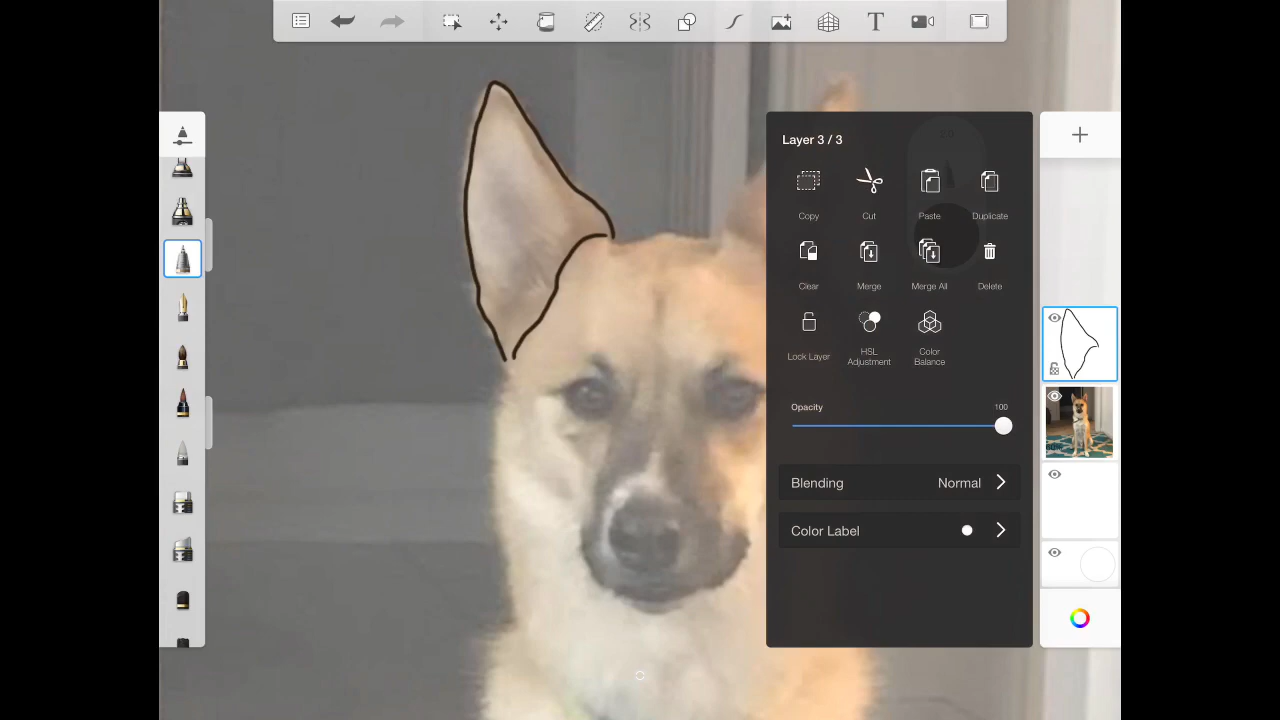 T
Layer 3 / 3
Copy Cut Paste Duplicate
Clear Merge Merge All Delete
Lock Layer HSL Adjustment Color Balance
Opacity 100
Blending Normal
Color Label